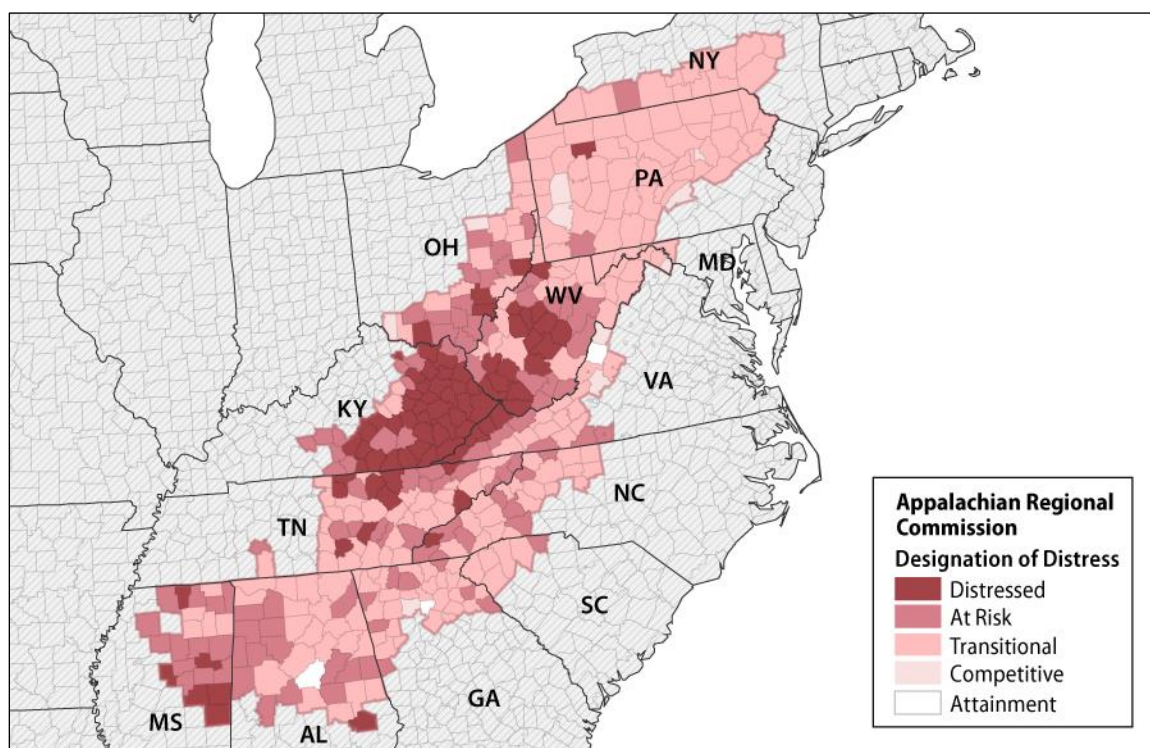 NY
PA
OH
MD
WV
VA
KY
NC
TN
SC
GA
MS
AL
Appalachian Regional
Commission
Designation of Distress
Distressed
At Risk
Transitional
Competitive
Attainment